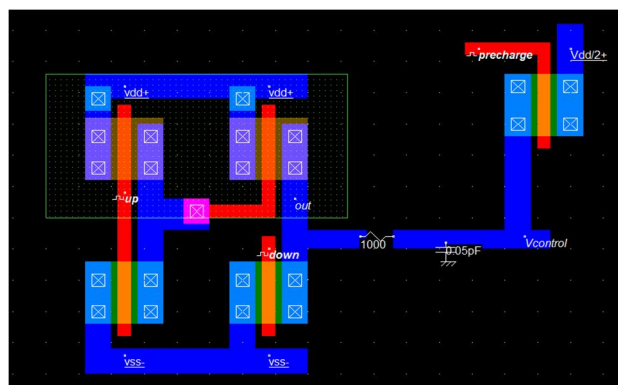 precharge
Vdd/2+
vdd+ vdd+
up
out
down
Vcontrol
1000
0.05pF
vss- vss-